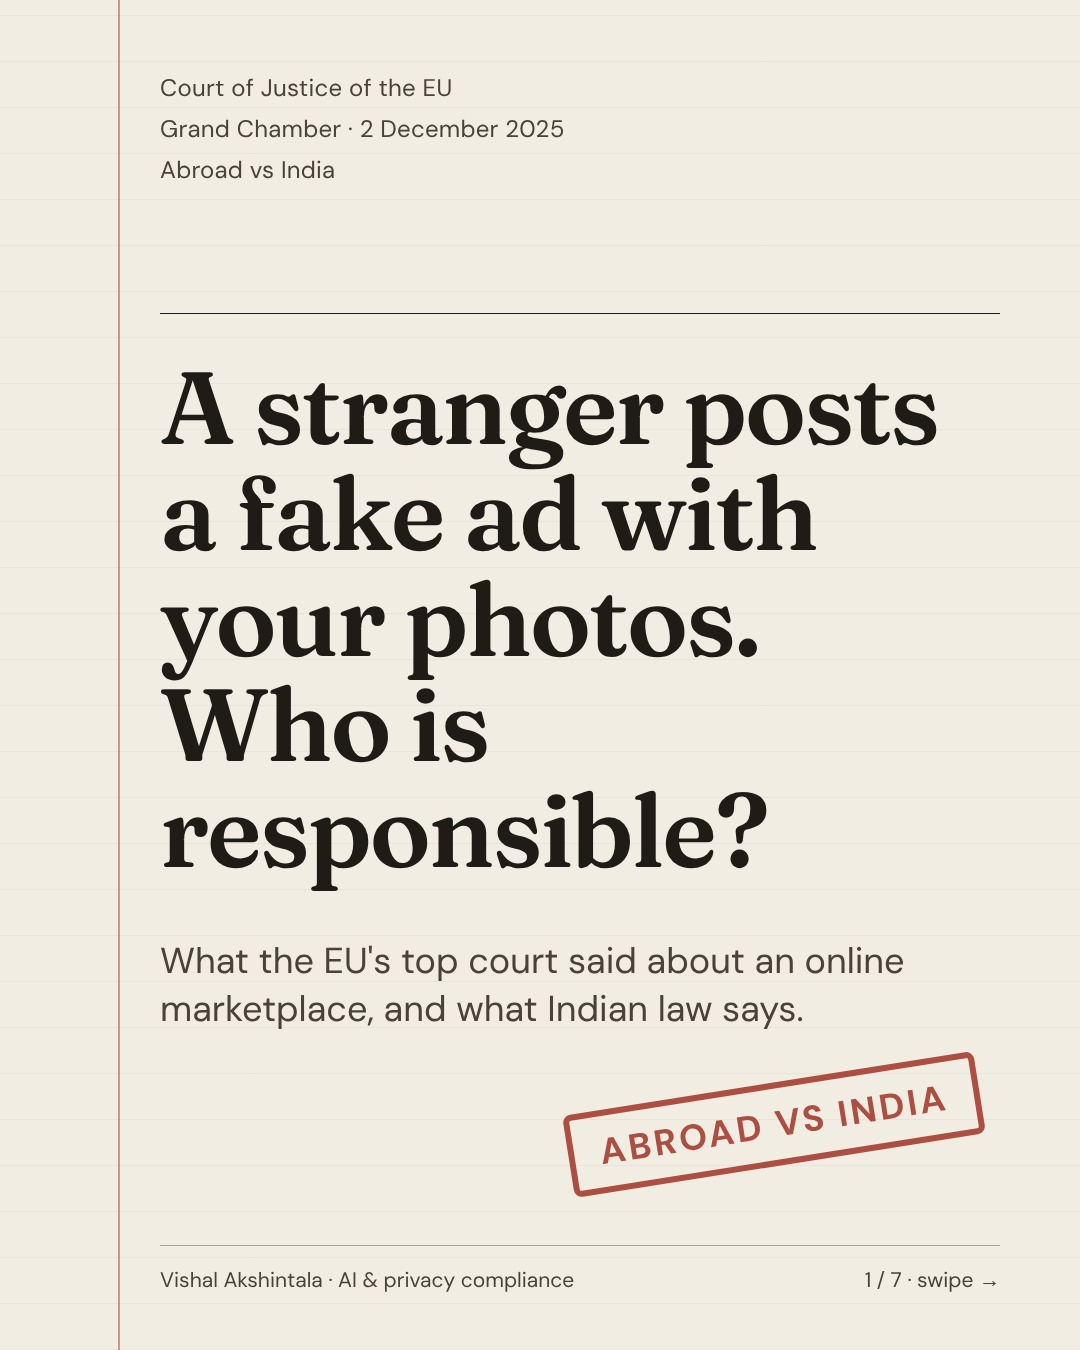 Court of Justice of the EU
Grand Chamber · 2 December 2025
Abroad vs India
A stranger posts
a fake ad with
your photos.
Who is
responsible?
What the EU's top court said about an online
marketplace, and what Indian law says.
ABROAD VS INDIA
Vishal Akshintala · AI & privacy compliance
1 / 7 · swipe →